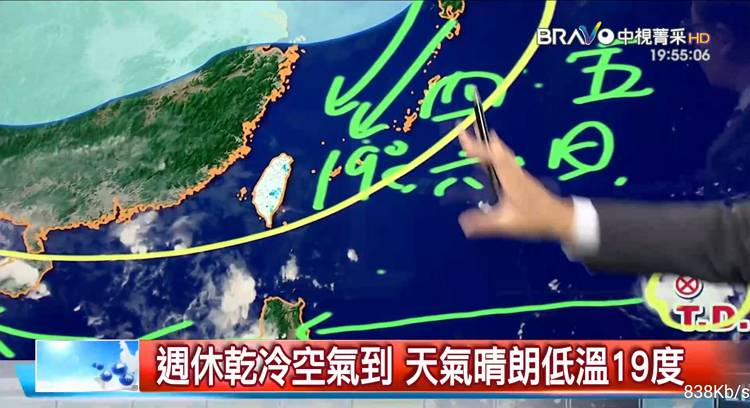 BRAVO中視菁采HD
19:55:06
四.五
19°C 六.日.
T.D.
週休乾冷空氣到 天氣晴朗低溫19度
838Kb/s